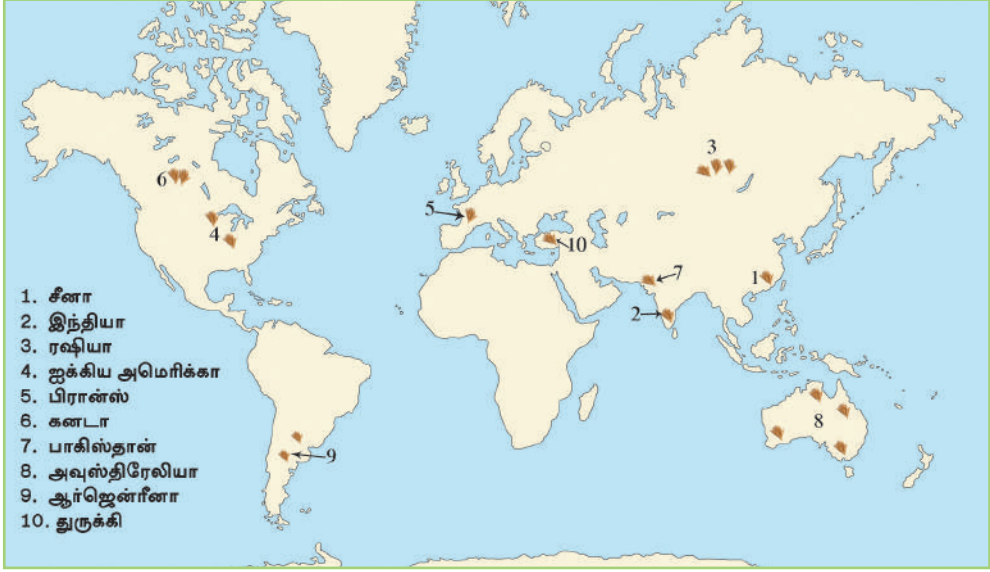 3
6
5
4
10
7
1
2
8
9
1. சீனா
2. இந்தியா
3. ரஷியா
4. ஐக்கிய அமெரிக்கா
5. பிரான்ஸ்
6. கனடா
7. பாகிஸ்தான்
8. அவுஸ்திரேலியா
9. ஆர்ஜென்ரீனா
10. துருக்கி